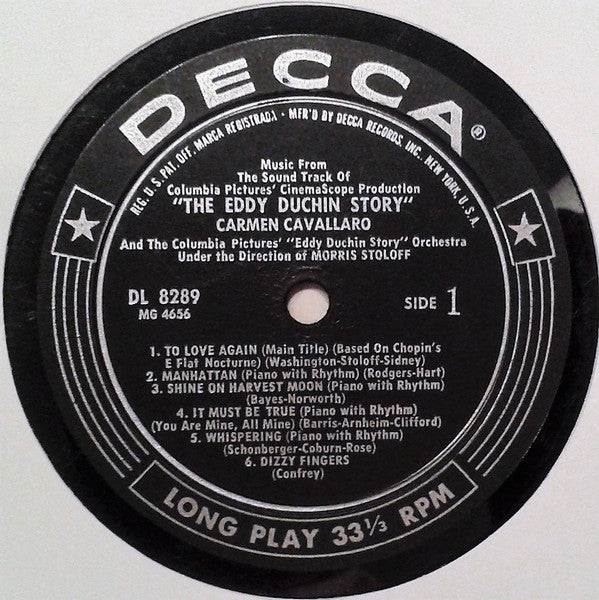 DECCA®
REG. U.S. PAT. OFF. MARCA REGISTRADA • MFR'D BY DECCA RECORDS, INC., NEW YORK, U.S.A.
Music From
The Sound Track Of
Columbia Pictures' CinemaScope Production
"THE EDDY DUCHIN STORY"
CARMEN CAVALLARO
And The Columbia Pictures' "Eddy Duchin Story" Orchestra
Under the Direction of MORRIS STOLOFF
DL 8289
MG 4656
SIDE 1
1. TO LOVE AGAIN (Main Title) (Based On Chopin's
E Flat Nocturne) (Washington-Stoloff-Sidney)
2. MANHATTAN (Piano with Rhythm) (Rodgers-Hart)
3. SHINE ON HARVEST MOON (Piano with Rhythm)
(Bayes-Norworth)
4. IT MUST BE TRUE (Piano with Rhythm)
(You Are Mine, All Mine) (Barris-Arnheim-Clifford)
5. WHISPERING (Piano with Rhythm)
(Schonberger-Coburn-Rose)
6. DIZZY FINGERS
(Confrey)
LONG PLAY 33⅓ RPM